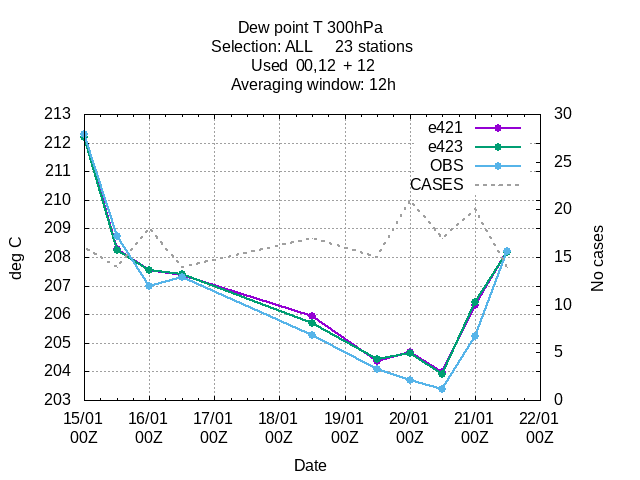 Dew point T 300hPa
Selection: ALL 23 stations
Used 00,12 + 12
Averaging window: 12h
213
212
211
210
209
208
207
206
205
204
203
deg C
30
25
20
15
10
5
0
No cases
e421
e423
OBS
CASES
15/01 16/01 17/01 18/01 19/01 20/01 21/01 22/01
00Z 00Z 00Z 00Z 00Z 00Z 00Z 00Z
Date